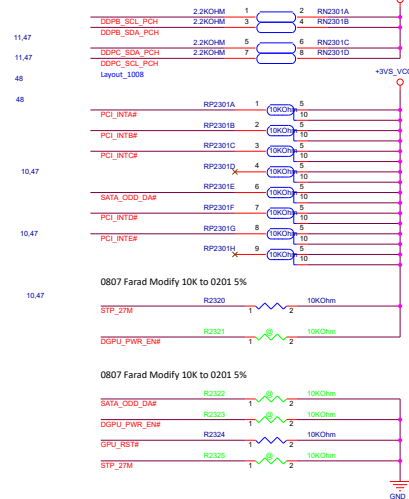 2.2KOHM 1 2 RN2301A
DDPB_SCL_PCH
2.2KOHM 3 4 RN2301B
DDPB_SDA_PCH
11,47
2.2KOHM 5 6 RN2301C
DDPC_SDA_PCH
11,47
2.2KOHM 7 8 RN2301D
DDPC_SCL_PCH
Layout_1008
48
+3VS_VCC
48
RP2301A 1 10KOhm 5
PCI_INTA# 10
RP2301B 2 10KOhm 5
PCI_INTB# 10
RP2301C 3 10KOhm 5
PCI_INTC# 10
10,47
RP2301D 4 10KOhm 5
10
RP2301E 6 10KOhm 5
SATA_ODD_DA# 10
RP2301F 7 10KOhm 5
PCI_INTD# 10
10,47
RP2301G 8 10KOhm 5
PCI_INTE# 10
RP2301H 9 10KOhm 5
10
0807 Farad Modify 10K to 0201 5%
10,47
R2320 10KOhm
STP_27M 1 2
R2321 @ 10KOhm
DGPU_PWR_EN# 1 2
0807 Farad Modify 10K to 0201 5%
R2322 @ 10KOhm
SATA_ODD_DA# 1 2
R2323 @ 10KOhm
DGPU_PWR_EN# 1 2
R2324 10KOhm
GPU_RST# 1 2
R2325 @ 10KOhm
STP_27M 1 2
GND